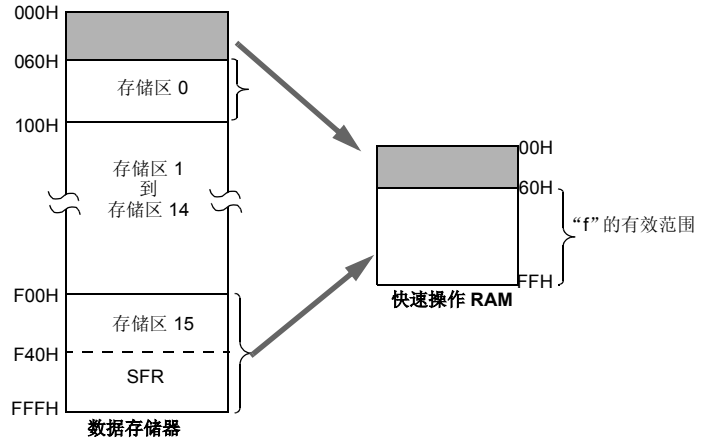 000H
060H
存储区 0
100H
存储区 1
到
存储区 14
F00H
存储区 15
F40H
SFR
FFFH
数据存储器
00H
60H
“f”的有效范围
FFH
快速操作 RAM